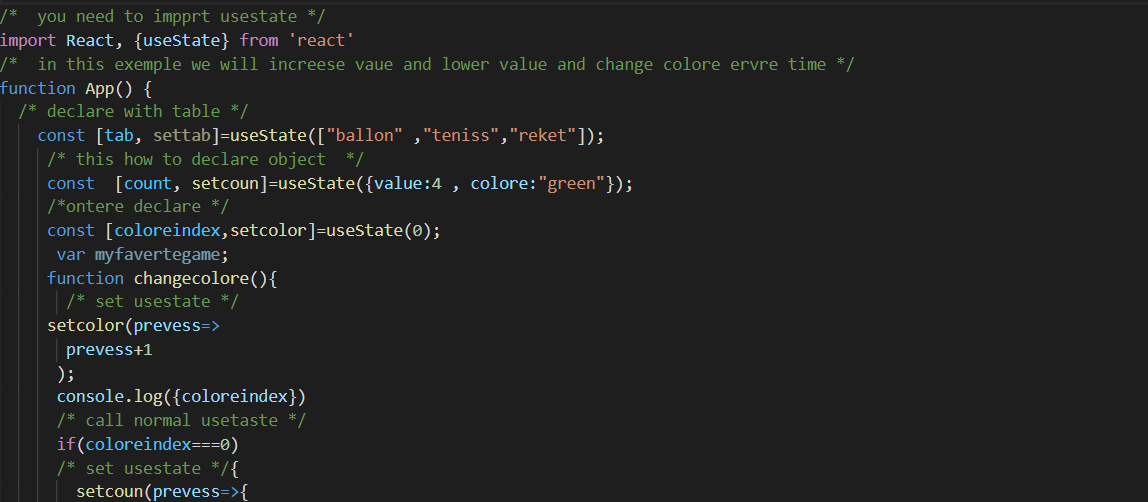 /*  you need to impprt usestate */
import React, {useState} from 'react'
/*  in this exemple we will increese vaue and lower value and change colore ervre time */
function App() {
/* declare with table */
const [tab, settab]=useState(["ballon" ,"teniss","reket"]);
/* this how to declare object  */
const  [count, setcoun]=useState({value:4 , colore:"green"});
/*ontere declare */
const [coloreindex,setcolor]=useState(0);
var myfavertegame;
function changecolore(){
/* set usestate */
setcolor(prevess=>
prevess+1
);
console.log({coloreindex})
/* call normal usetaste */
if(coloreindex===0)
/* set usestate */{
setcoun(prevess=>{